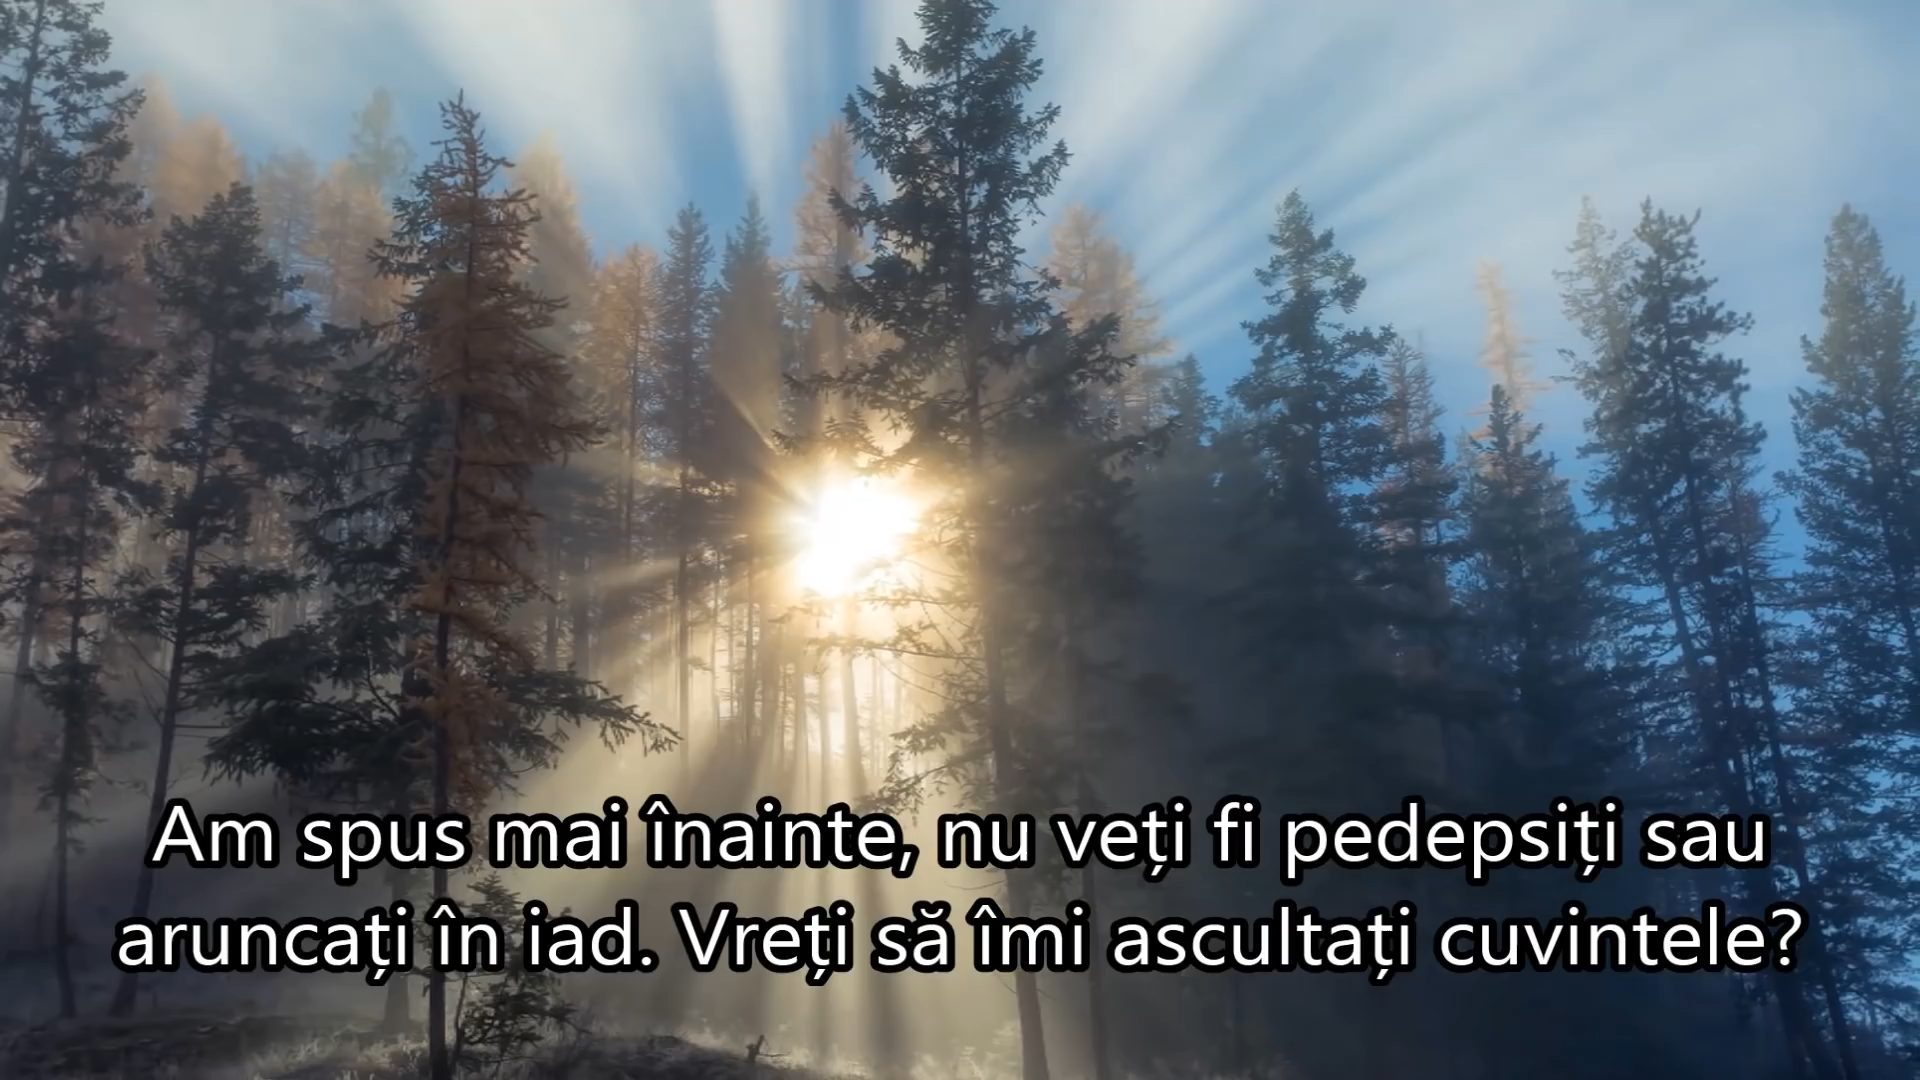 Am spus mai înainte, nu veți fi pedepsiți sau
aruncați în iad. Vreți să îmi ascultați cuvintele?